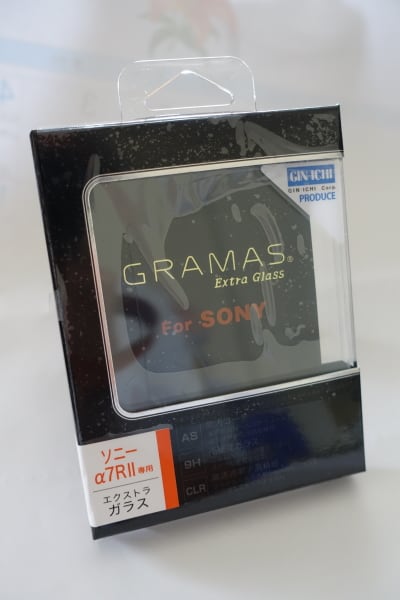 GIN-ICHI
GIN-ICHI Corp.
PRODUCE
GRAMAS®
Extra Glass
For SONY
ソニー
α7RII専用
エクストラ
ガラス
AS
9H
CLR